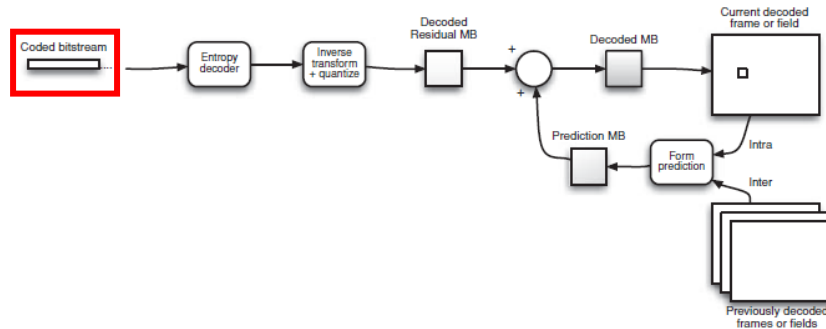 Coded bitstream
Entropy
decoder
Inverse
transform
+ quantize
Decoded
Residual MB
+
+
Decoded MB
Current decoded
frame or field
Prediction MB
Form
prediction
Intra
Inter
Previously decoded
frames or fields